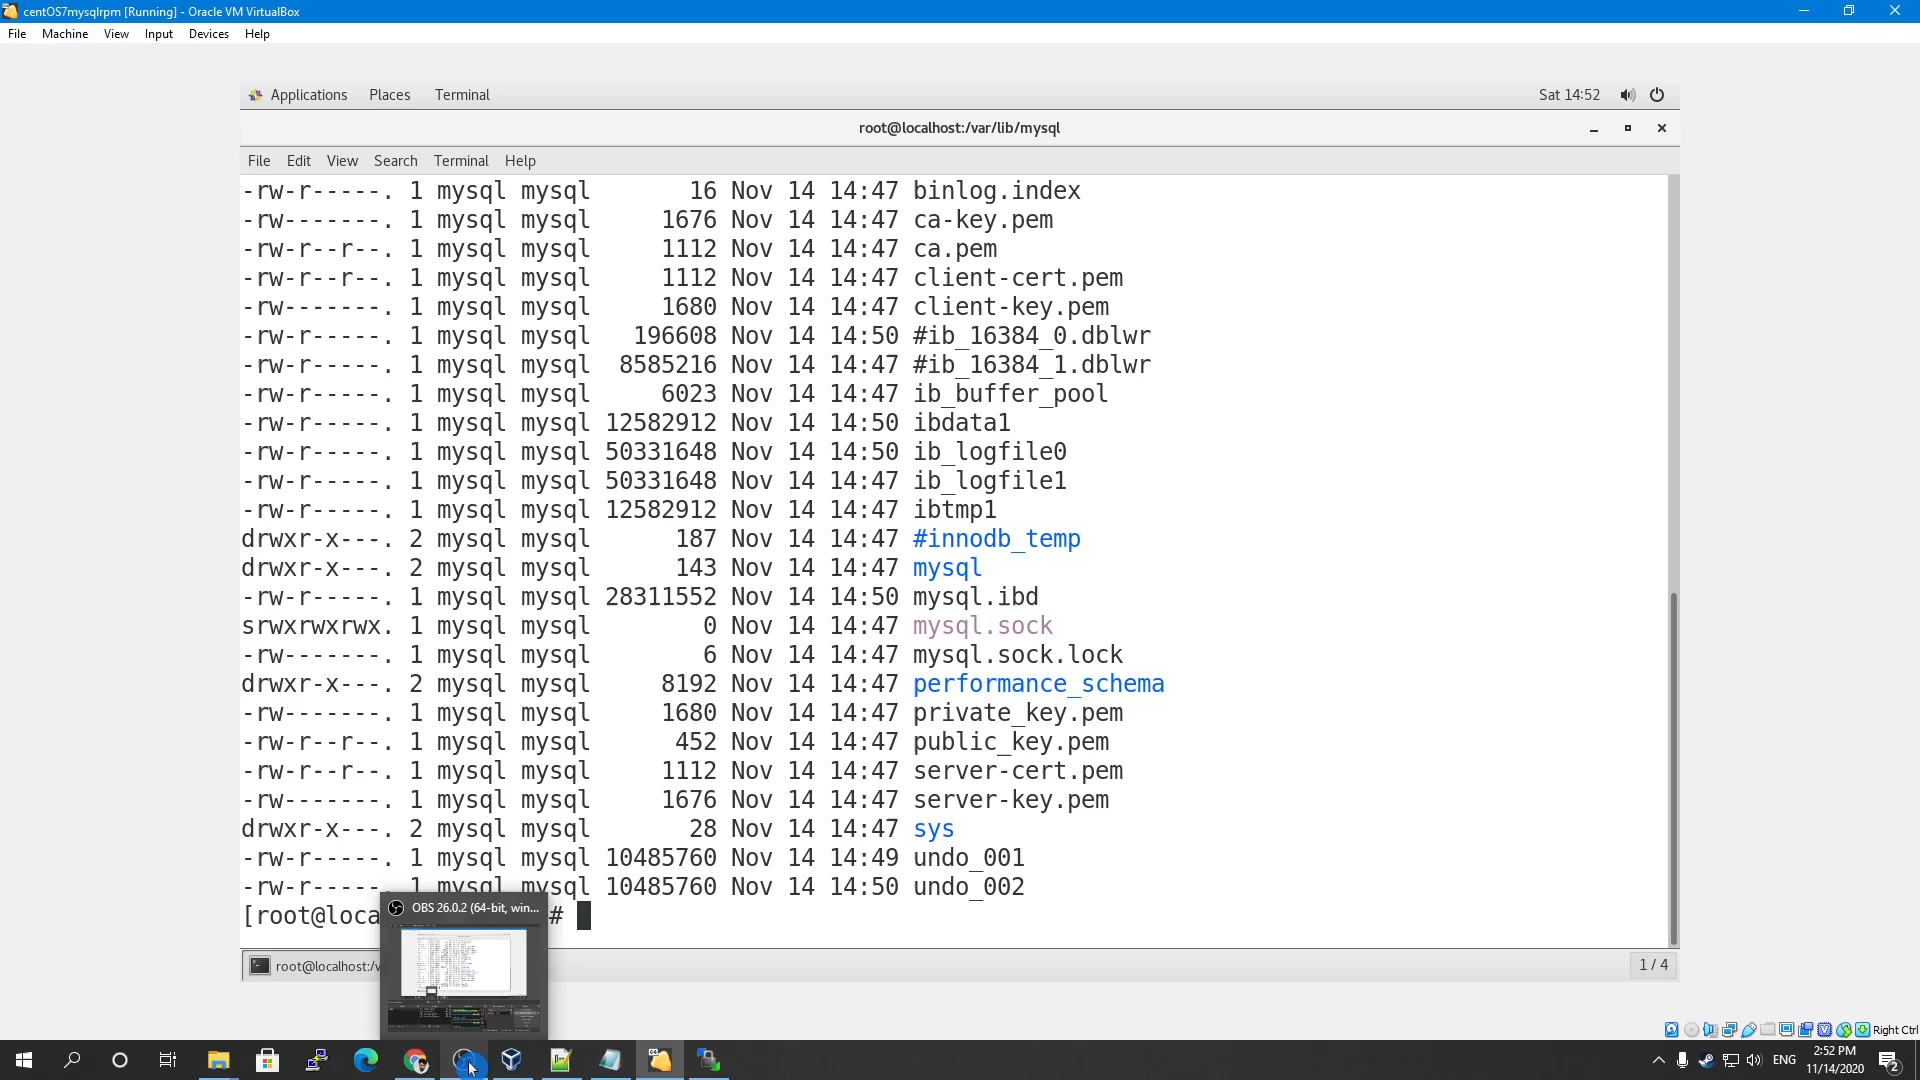 centOS7mysqlrpm [Running] - Oracle VM VirtualBox
File Machine View Input Devices Help
Applications Places Terminal Sat 14:52
root@localhost:/var/lib/mysql
File Edit View Search Terminal Help
-rw-r-----. 1 mysql mysql 16 Nov 14 14:47 binlog.index
-rw-------. 1 mysql mysql 1676 Nov 14 14:47 ca-key.pem
-rw-r--r--. 1 mysql mysql 1112 Nov 14 14:47 ca.pem
-rw-r--r--. 1 mysql mysql 1112 Nov 14 14:47 client-cert.pem
-rw-------. 1 mysql mysql 1680 Nov 14 14:47 client-key.pem
-rw-r-----. 1 mysql mysql 196608 Nov 14 14:50 #ib_16384_0.dblwr
-rw-r-----. 1 mysql mysql 8585216 Nov 14 14:47 #ib_16384_1.dblwr
-rw-r-----. 1 mysql mysql 6023 Nov 14 14:47 ib_buffer_pool
-rw-r-----. 1 mysql mysql 12582912 Nov 14 14:50 ibdata1
-rw-r-----. 1 mysql mysql 50331648 Nov 14 14:50 ib_logfile0
-rw-r-----. 1 mysql mysql 50331648 Nov 14 14:47 ib_logfile1
-rw-r-----. 1 mysql mysql 12582912 Nov 14 14:47 ibtmp1
drwxr-x---. 2 mysql mysql 187 Nov 14 14:47 #innodb_temp
drwxr-x---. 2 mysql mysql 143 Nov 14 14:47 mysql
-rw-r-----. 1 mysql mysql 28311552 Nov 14 14:50 mysql.ibd
srwxrwxrwx. 1 mysql mysql 0 Nov 14 14:47 mysql.sock
-rw-------. 1 mysql mysql 6 Nov 14 14:47 mysql.sock.lock
drwxr-x---. 2 mysql mysql 8192 Nov 14 14:47 performance_schema
-rw-------. 1 mysql mysql 1680 Nov 14 14:47 private_key.pem
-rw-r--r--. 1 mysql mysql 452 Nov 14 14:47 public_key.pem
-rw-r--r--. 1 mysql mysql 1112 Nov 14 14:47 server-cert.pem
-rw-------. 1 mysql mysql 1676 Nov 14 14:47 server-key.pem
drwxr-x---. 2 mysql mysql 28 Nov 14 14:47 sys
-rw-r-----. 1 mysql mysql 10485760 Nov 14 14:49 undo_001
-rw-r-----. 1 mysql mysql 10485760 Nov 14 14:50 undo_002
OBS 26.0.2 (64-bit, win...
[root@loca #
root@localhost:/v 1 / 4
Right Ctrl
ENG 2:52 PM
11/14/2020 2